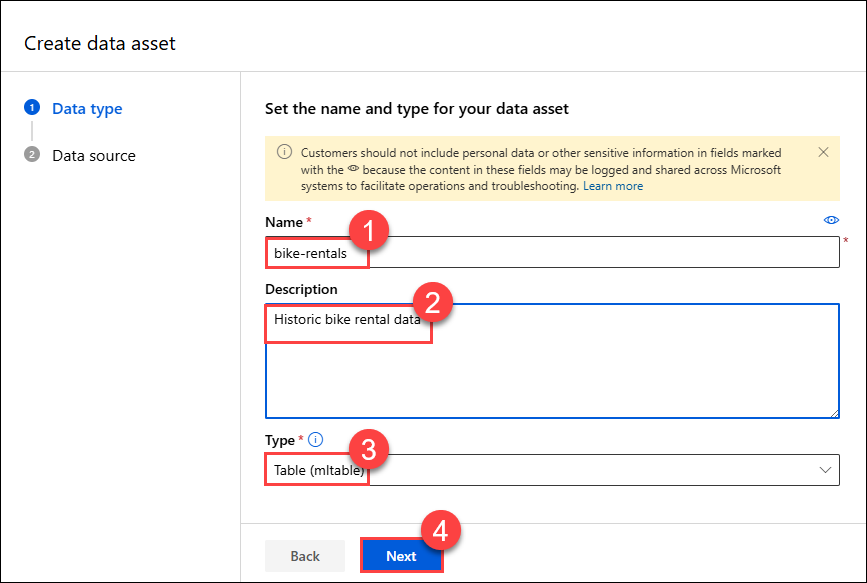 Create data asset
1 Data type
2 Data source
Set the name and type for your data asset
Customers should not include personal data or other sensitive information in fields marked
with the because the content in these fields may be logged and shared across Microsoft
systems to facilitate operations and troubleshooting. Learn more
Name *
1
bike-rentals
*
Description
2
Historic bike rental data
Type *
3
Table (mltable)
4
Back
Next